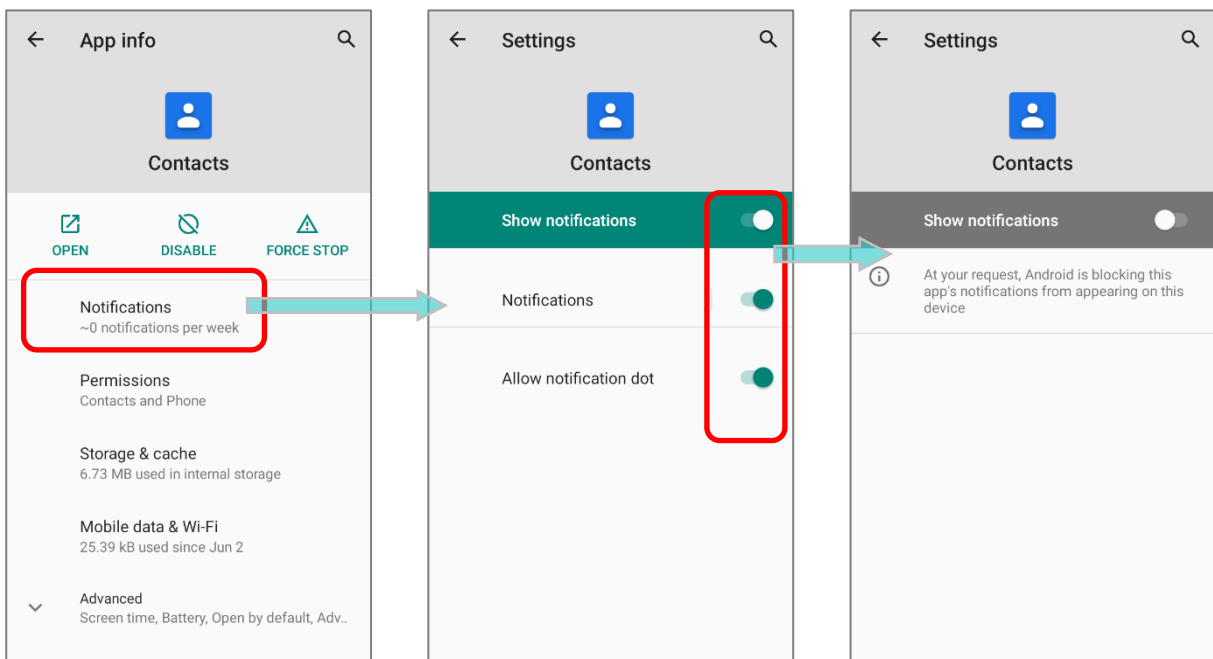 App info
Contacts
OPEN
DISABLE
FORCE STOP
Notifications
~0 notifications per week
Permissions
Contacts and Phone
Storage & cache
6.73 MB used in internal storage
Mobile data & Wi-Fi
25.39 kB used since Jun 2
Advanced
Screen time, Battery, Open by default, Adv..
Settings
Contacts
Show notifications
Notifications
Allow notification dot
Settings
Contacts
Show notifications
At your request, Android is blocking this
app's notifications from appearing on this
device